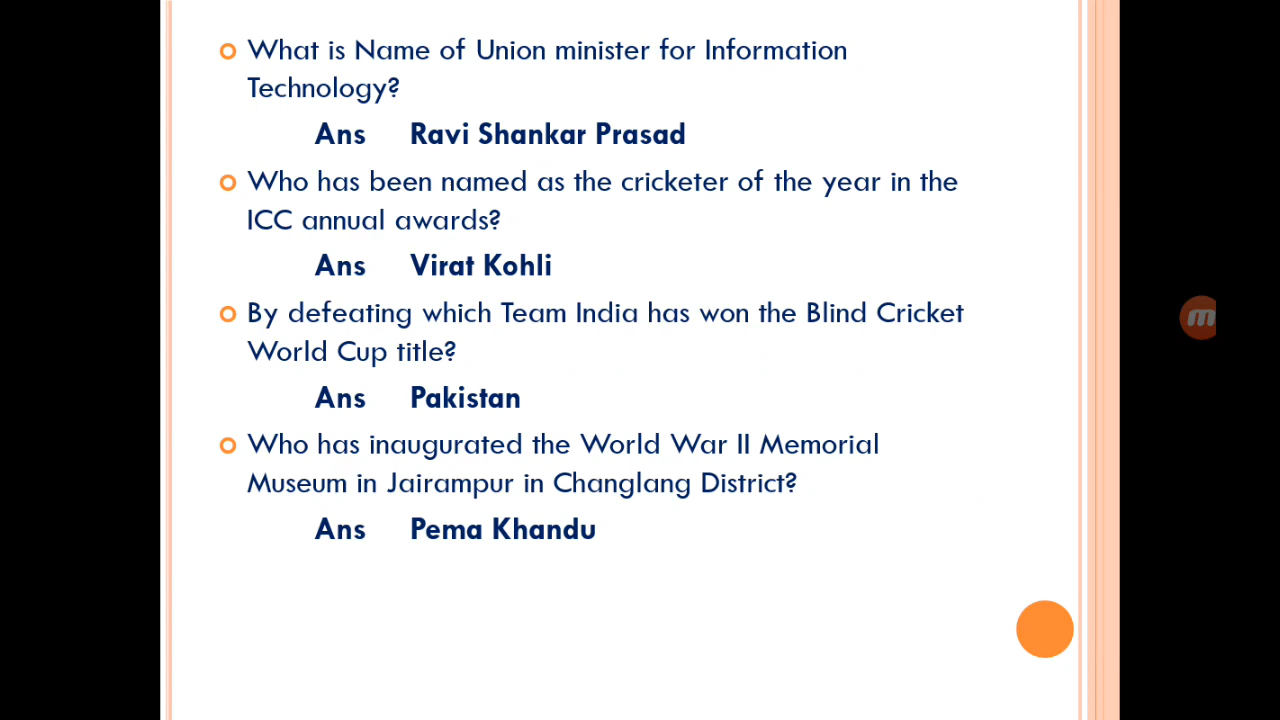 What is Name of Union minister for Information
Technology?
Ans Ravi Shankar Prasad
Who has been named as the cricketer of the year in the
ICC annual awards?
Ans Virat Kohli
By defeating which Team India has won the Blind Cricket
World Cup title?
Ans Pakistan
Who has inaugurated the World War II Memorial
Museum in Jairampur in Changlang District?
Ans Pema Khandu